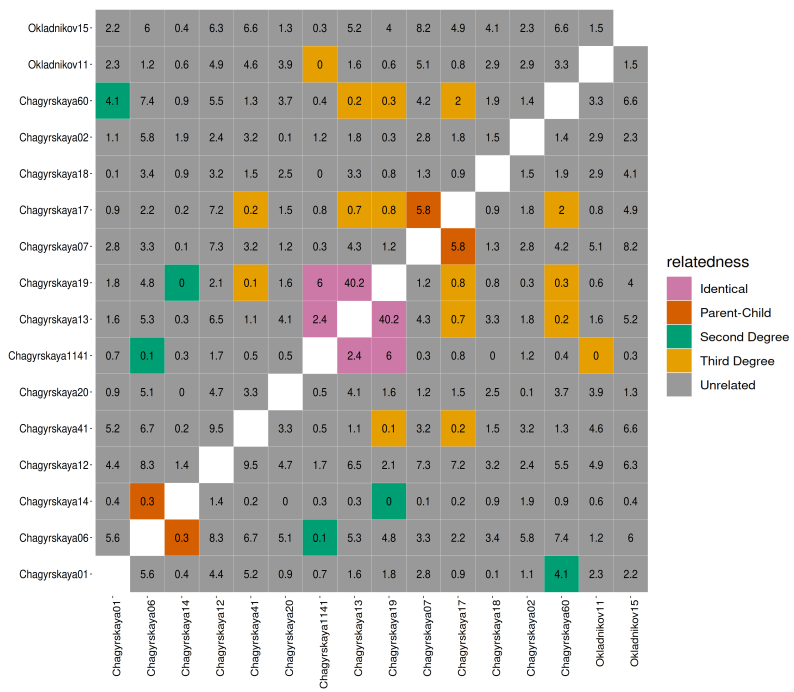 Okladnikov15 2.2 6 0.4 6.3 6.6 1.3 0.3 5.2 4 8.2 4.9 4.1 2.3 6.6 1.5
Okladnikov11 2.3 1.2 0.6 4.9 4.6 3.9 0 1.6 0.6 5.1 0.8 2.9 2.9 3.3 1.5
Chagyrskaya60 4.1 7.4 0.9 5.5 1.3 3.7 0.4 0.2 0.3 4.2 2 1.9 1.4 3.3 6.6
Chagyrskaya02 1.1 5.8 1.9 2.4 3.2 0.1 1.2 1.8 0.3 2.8 1.8 1.5 1.4 2.9 2.3
Chagyrskaya18 0.1 3.4 0.9 3.2 1.5 2.5 0 3.3 0.8 1.3 0.9 1.5 1.9 2.9 4.1
Chagyrskaya17 0.9 2.2 0.2 7.2 0.2 1.5 0.8 0.7 0.8 5.8 0.9 1.8 2 0.8 4.9
Chagyrskaya07 2.8 3.3 0.1 7.3 3.2 1.2 0.3 4.3 1.2 5.8 1.3 2.8 4.2 5.1 8.2
Chagyrskaya19 1.8 4.8 0 2.1 0.1 1.6 6 40.2 1.2 0.8 0.8 0.3 0.3 0.6 4
Chagyrskaya13 1.6 5.3 0.3 6.5 1.1 4.1 2.4 40.2 4.3 0.7 3.3 1.8 0.2 1.6 5.2
Chagyrskaya1141 0.7 0.1 0.3 1.7 0.5 0.5 2.4 6 0.3 0.8 0 1.2 0.4 0 0.3
Chagyrskaya20 0.9 5.1 0 4.7 3.3 0.5 4.1 1.6 1.2 1.5 2.5 0.1 3.7 3.9 1.3
Chagyrskaya41 5.2 6.7 0.2 9.5 3.3 0.5 1.1 0.1 3.2 0.2 1.5 3.2 1.3 4.6 6.6
Chagyrskaya12 4.4 8.3 1.4 9.5 4.7 1.7 6.5 2.1 7.3 7.2 3.2 2.4 5.5 4.9 6.3
Chagyrskaya14 0.4 0.3 1.4 0.2 0 0.3 0.3 0 0.1 0.2 0.9 1.9 0.9 0.6 0.4
Chagyrskaya06 5.6 0.3 8.3 6.7 5.1 0.1 5.3 4.8 3.3 2.2 3.4 5.8 7.4 1.2 6
Chagyrskaya01 5.6 0.4 4.4 5.2 0.9 0.7 1.6 1.8 2.8 0.9 0.1 1.1 4.1 2.3 2.2
Chagyrskaya01
Chagyrskaya06
Chagyrskaya14
Chagyrskaya12
Chagyrskaya41
Chagyrskaya20
Chagyrskaya1141
Chagyrskaya13
Chagyrskaya19
Chagyrskaya07
Chagyrskaya17
Chagyrskaya18
Chagyrskaya02
Chagyrskaya60
Okladnikov11
Okladnikov15
relatedness
Identical
Parent-Child
Second Degree
Third Degree
Unrelated